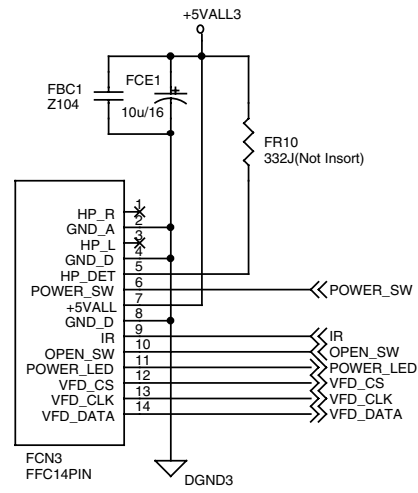 +5VALL3
FBC1
Z104
FCE1
10u/16
FR10
332J(Not Insort)
HP_R 1
GND_A 2
HP_L 3
GND_D 4
HP_DET 5
POWER_SW 6 POWER_SW
+5VALL 7
GND_D 8
IR 9 IR
OPEN_SW 10 OPEN_SW
POWER_LED 11 POWER_LED
VFD_CS 12 VFD_CS
VFD_CLK 13 VFD_CLK
VFD_DATA 14 VFD_DATA
FCN3
FFC14PIN
DGND3